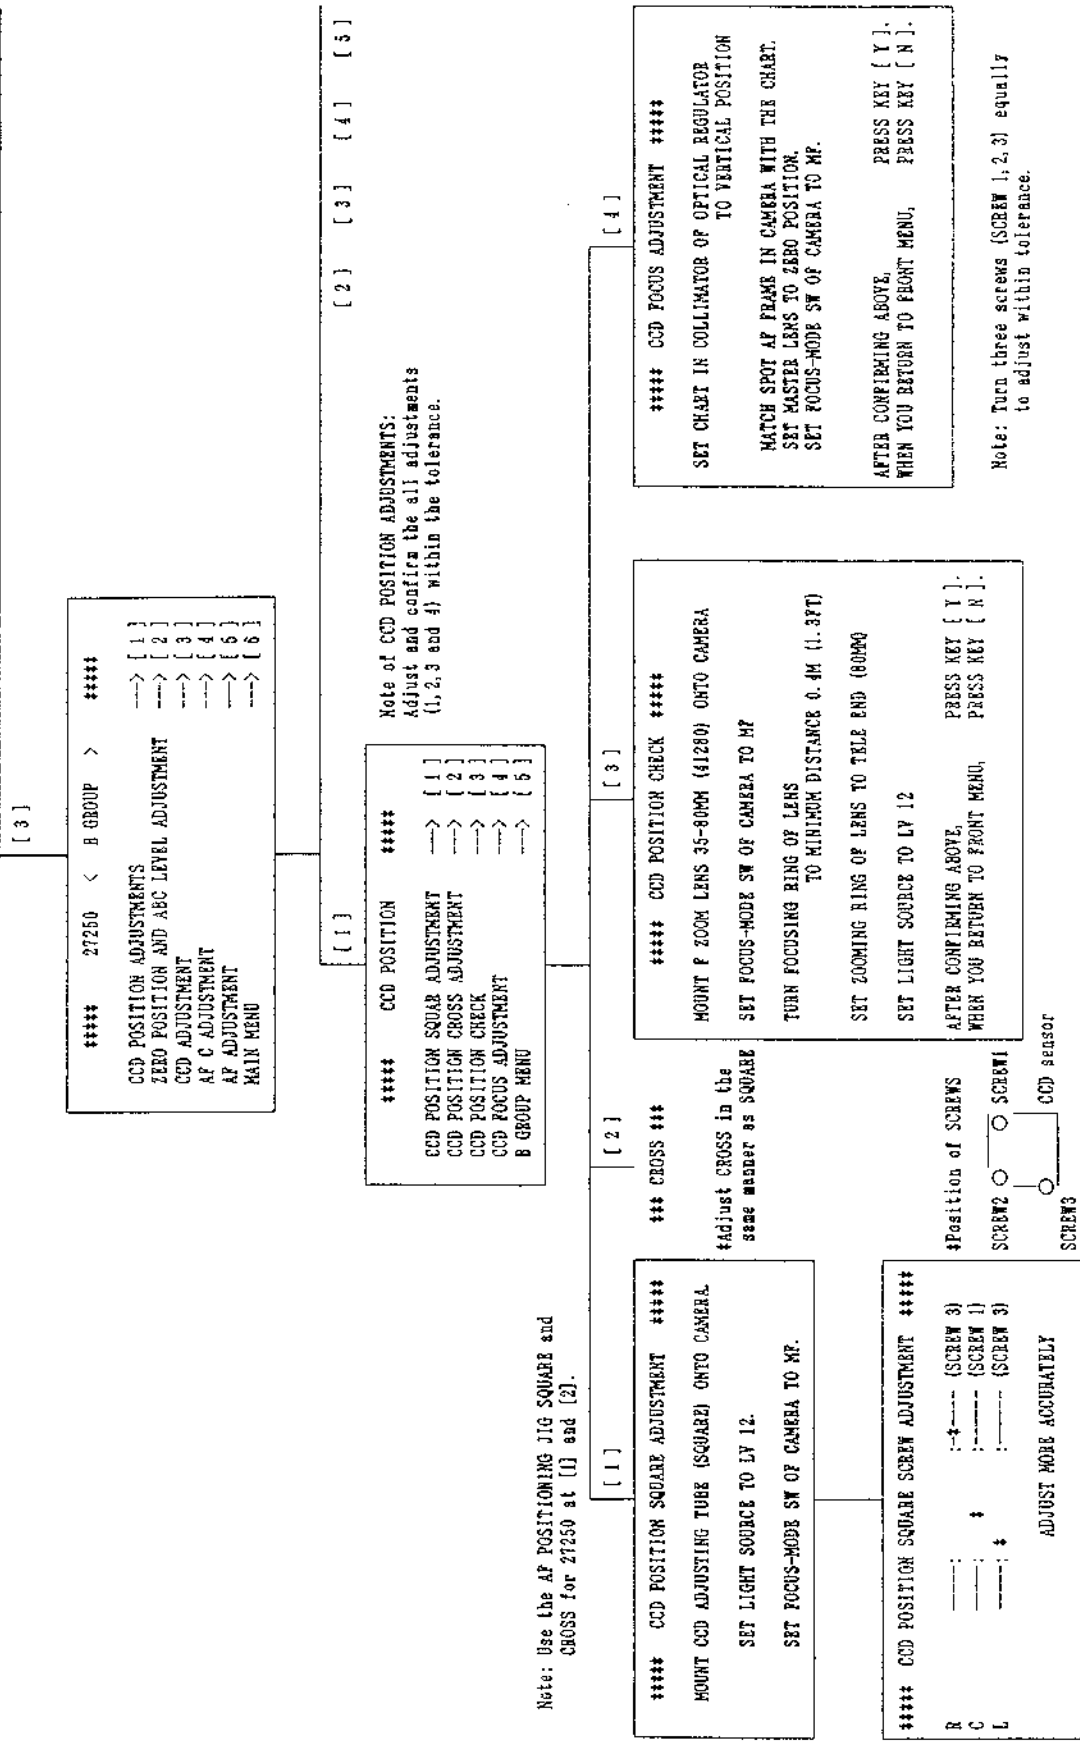 [ 3 ]
***** 27250 < B GROUP > *****
CCD POSITION ADJUSTMENTS ---> [ 1 ]
ZERO POSITION AND ABC LEVEL ADJUSTMENT ---> [ 2 ]
CCD ADJUSTMENT ---> [ 3 ]
AF C ADJUSTMENT ---> [ 4 ]
AF ADJUSTMENT ---> [ 5 ]
MAIN MENU ---> [ 6 ]
[ 1 ] [ 2 ] [ 3 ] [ 4 ] [ 5 ]
***** CCD POSITION *****
CCD POSITION SQUAR ADJUSTMENT ---> [ 1 ]
CCD POSITION CROSS ADJUSTMENT ---> [ 2 ]
CCD POSITION CHECK ---> [ 3 ]
CCD FOCUS ADJUSTMENT ---> [ 4 ]
B GROUP MENU ---> [ 5 ]
Note of CCD POSITION ADJUSTMENTS:
Adjust and confirm the all adjustments
(1, 2, 3 and 4) within the tolerance.
Note: Use the AF POSITIONING JIG SQUARE and
CROSS for 27250 at [1] and [2].
[ 1 ] [ 2 ] [ 3 ] [ 4 ]
***** CCD POSITION SQUARE ADJUSTMENT *****
MOUNT CCD ADJUSTING TUBE (SQUARE) ONTO CAMERA.
SET LIGHT SOURCE TO LV 12.
SET FOCUS-MODE SW OF CAMERA TO MF.
*** CROSS ***
*Adjust CROSS in the
same manner as SQUARE
***** CCD POSITION CHECK *****
MOUNT F ZOOM LENS 35-80MM (41280) ONTO CAMERA
SET FOCUS-MODE SW OF CAMERA TO MF
TURN FOCUSING RING OF LENS
TO MINIMUM DISTANCE 0.4M (1.3FT)
SET ZOOMING RING OF LENS TO TELE END (80MM)
SET LIGHT SOURCE TO LV 12
AFTER CONFIRMING ABOVE, PRESS KEY [ Y ].
WHEN YOU RETURN TO FRONT MENU, PRESS KEY [ N ].
***** CCD FOCUS ADJUSTMENT *****
SET CHART IN COLLIMATOR OF OPTICAL REGULATOR
TO VERTICAL POSITION
MATCH SPOT AF FRAME IN CAMERA WITH THE CHART.
SET MASTER LENS TO ZERO POSITION.
SET FOCUS-MODE SW OF CAMERA TO MF.
AFTER CONFIRMING ABOVE, PRESS KEY [ Y ].
WHEN YOU RETURN TO FRONT MENU, PRESS KEY [ N ].
Note: Turn three screws (SCREW 1, 2, 3) equally
to adjust within tolerance.
***** CCD POSITION SQUARE SCREW ADJUSTMENT *****
R -----: :-*---- (SCREW 3)
C -----: * :------ (SCREW 1)
L -----: * :------ (SCREW 3)
ADJUST MORE ACCURATELY
*Position of SCREWS
SCREW2 SCREW1
CCD sensor
SCREW3